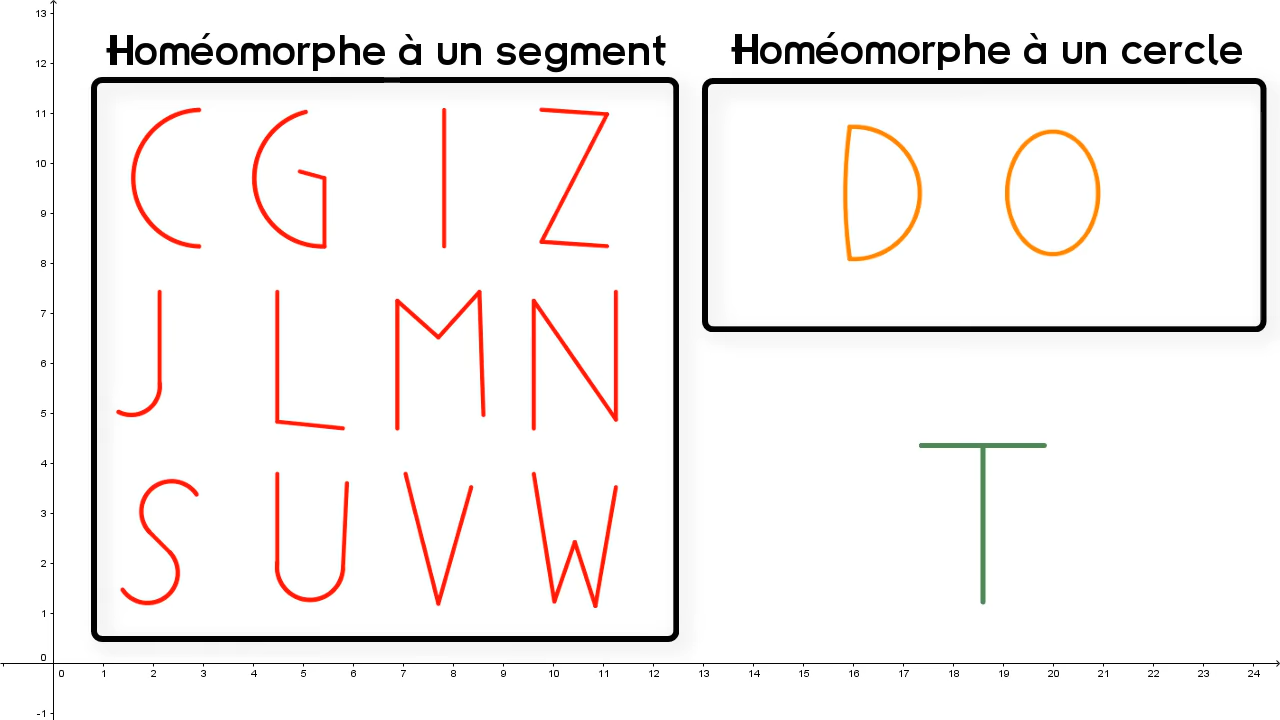 Homéomorphe à un segment
Homéomorphe à un cercle
C G I Z
D O
J L M N
T
S U V W
13
12
11
10
9
8
7
6
5
4
3
2
1
0
-1
0 1 2 3 4 5 6 7 8 9 10 11 12 13 14 15 16 17 18 19 20 21 22 23 24